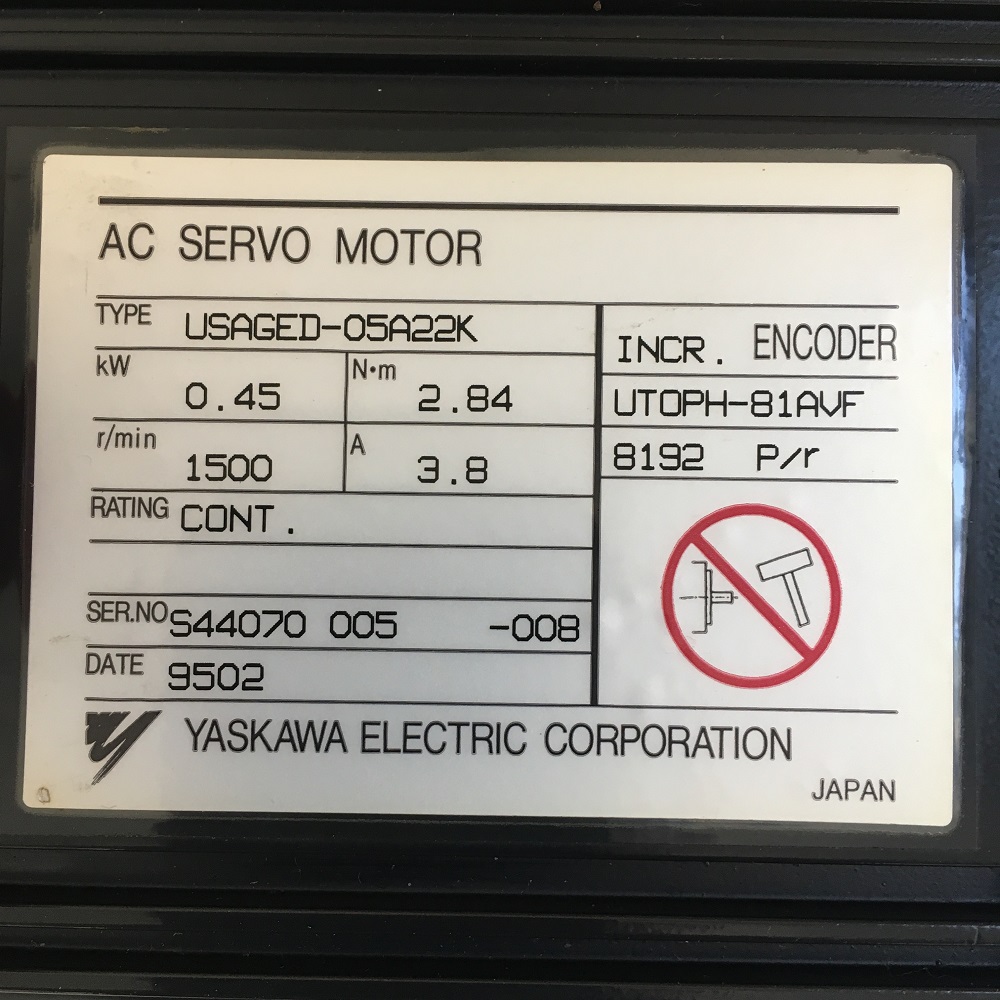 AC SERVO MOTOR
TYPE USAGED-05A22K
kW 0.45 N•m 2.84
r/min 1500 A 3.8
RATING CONT.
SER.NO S44070 005 -008
DATE 9502
INCR. ENCODER
UTOPH-81AVF
8192 P/r
YASKAWA ELECTRIC CORPORATION
JAPAN